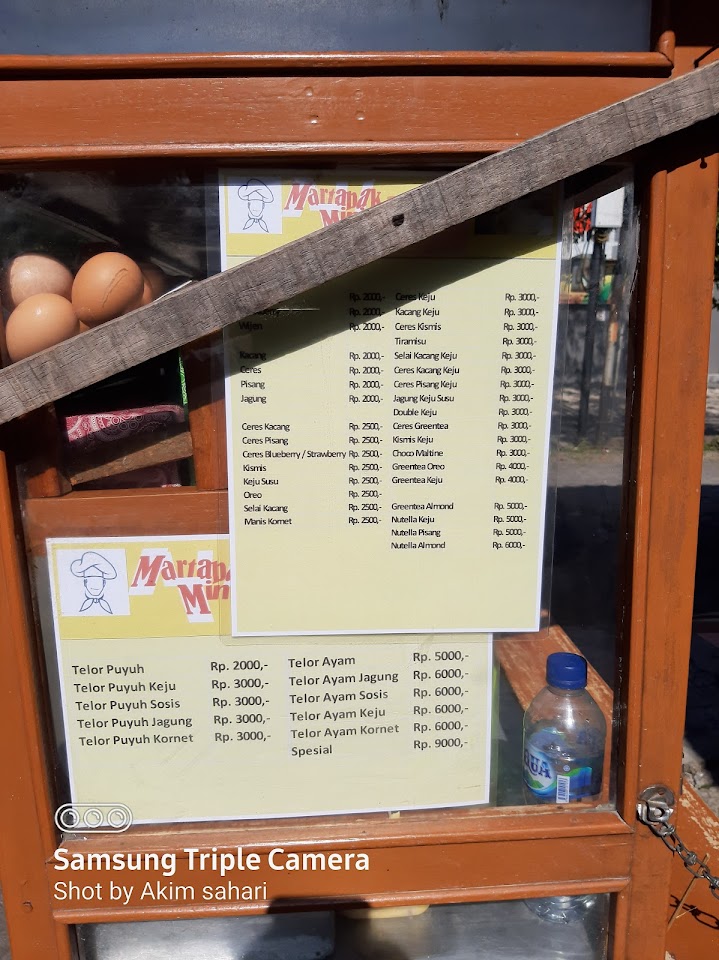 Martabak
Mini
Rp. 2000,-
Rp. 2000,-
Wijen Rp. 2000,-
Kacang Rp. 2000,-
Ceres Rp. 2000,-
Pisang Rp. 2000,-
Jagung Rp. 2000,-
Ceres Kacang Rp. 2500,-
Ceres Pisang Rp. 2500,-
Ceres Blueberry / Strawberry Rp. 2500,-
Kismis Rp. 2500,-
Keju Susu Rp. 2500,-
Oreo Rp. 2500,-
Selai Kacang Rp. 2500,-
Manis Kornet Rp. 2500,-
Ceres Keju Rp. 3000,-
Kacang Keju Rp. 3000,-
Ceres Kismis Rp. 3000,-
Tiramisu Rp. 3000,-
Selai Kacang Keju Rp. 3000,-
Ceres Kacang Keju Rp. 3000,-
Ceres Pisang Keju Rp. 3000,-
Jagung Keju Susu Rp. 3000,-
Double Keju Rp. 3000,-
Ceres Greentea Rp. 3000,-
Kismis Keju Rp. 3000,-
Choco Maltine Rp. 3000,-
Greentea Oreo Rp. 4000,-
Greentea Keju Rp. 4000,-
Greentea Almond Rp. 5000,-
Nutella Keju Rp. 5000,-
Nutella Pisang Rp. 5000,-
Nutella Almond Rp. 6000,-
Martab
Min
Telor Puyuh Rp. 2000,-
Telor Puyuh Keju Rp. 3000,-
Telor Puyuh Sosis Rp. 3000,-
Telor Puyuh Jagung Rp. 3000,-
Telor Puyuh Kornet Rp. 3000,-
Telor Ayam Rp. 5000,-
Telor Ayam Jagung Rp. 6000,-
Telor Ayam Sosis Rp. 6000,-
Telor Ayam Keju Rp. 6000,-
Telor Ayam Kornet Rp. 6000,-
Spesial Rp. 9000,-
QUA
Samsung Triple Camera
Shot by Akim sahari